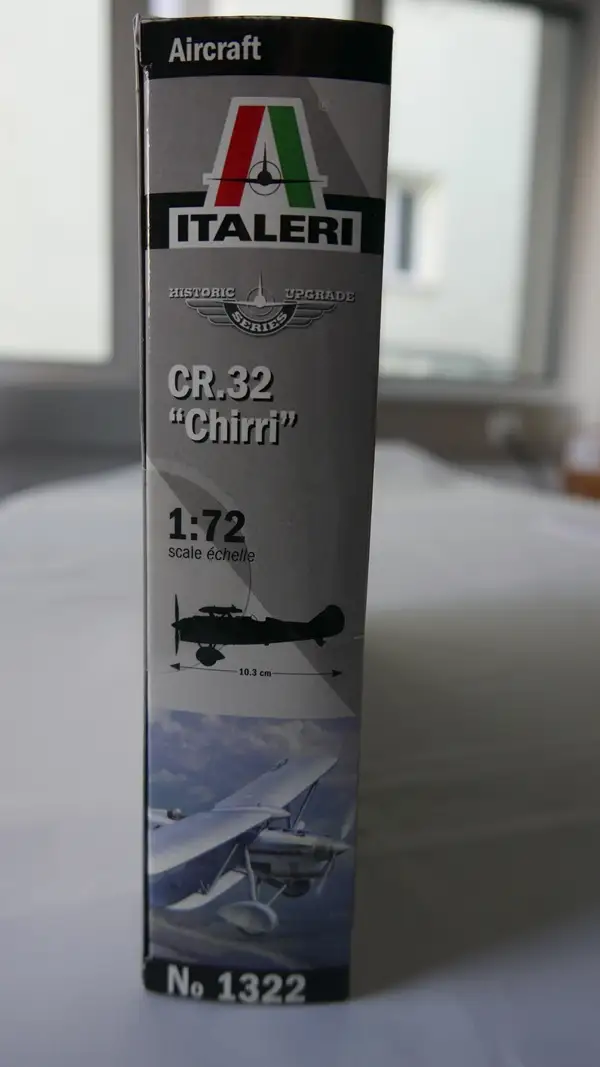 Aircraft
ITALERI
HISTORIC UPGRADE
SERIES
CR.32
“Chirri”
1:72
scale échelle
10.3 cm
No 1322